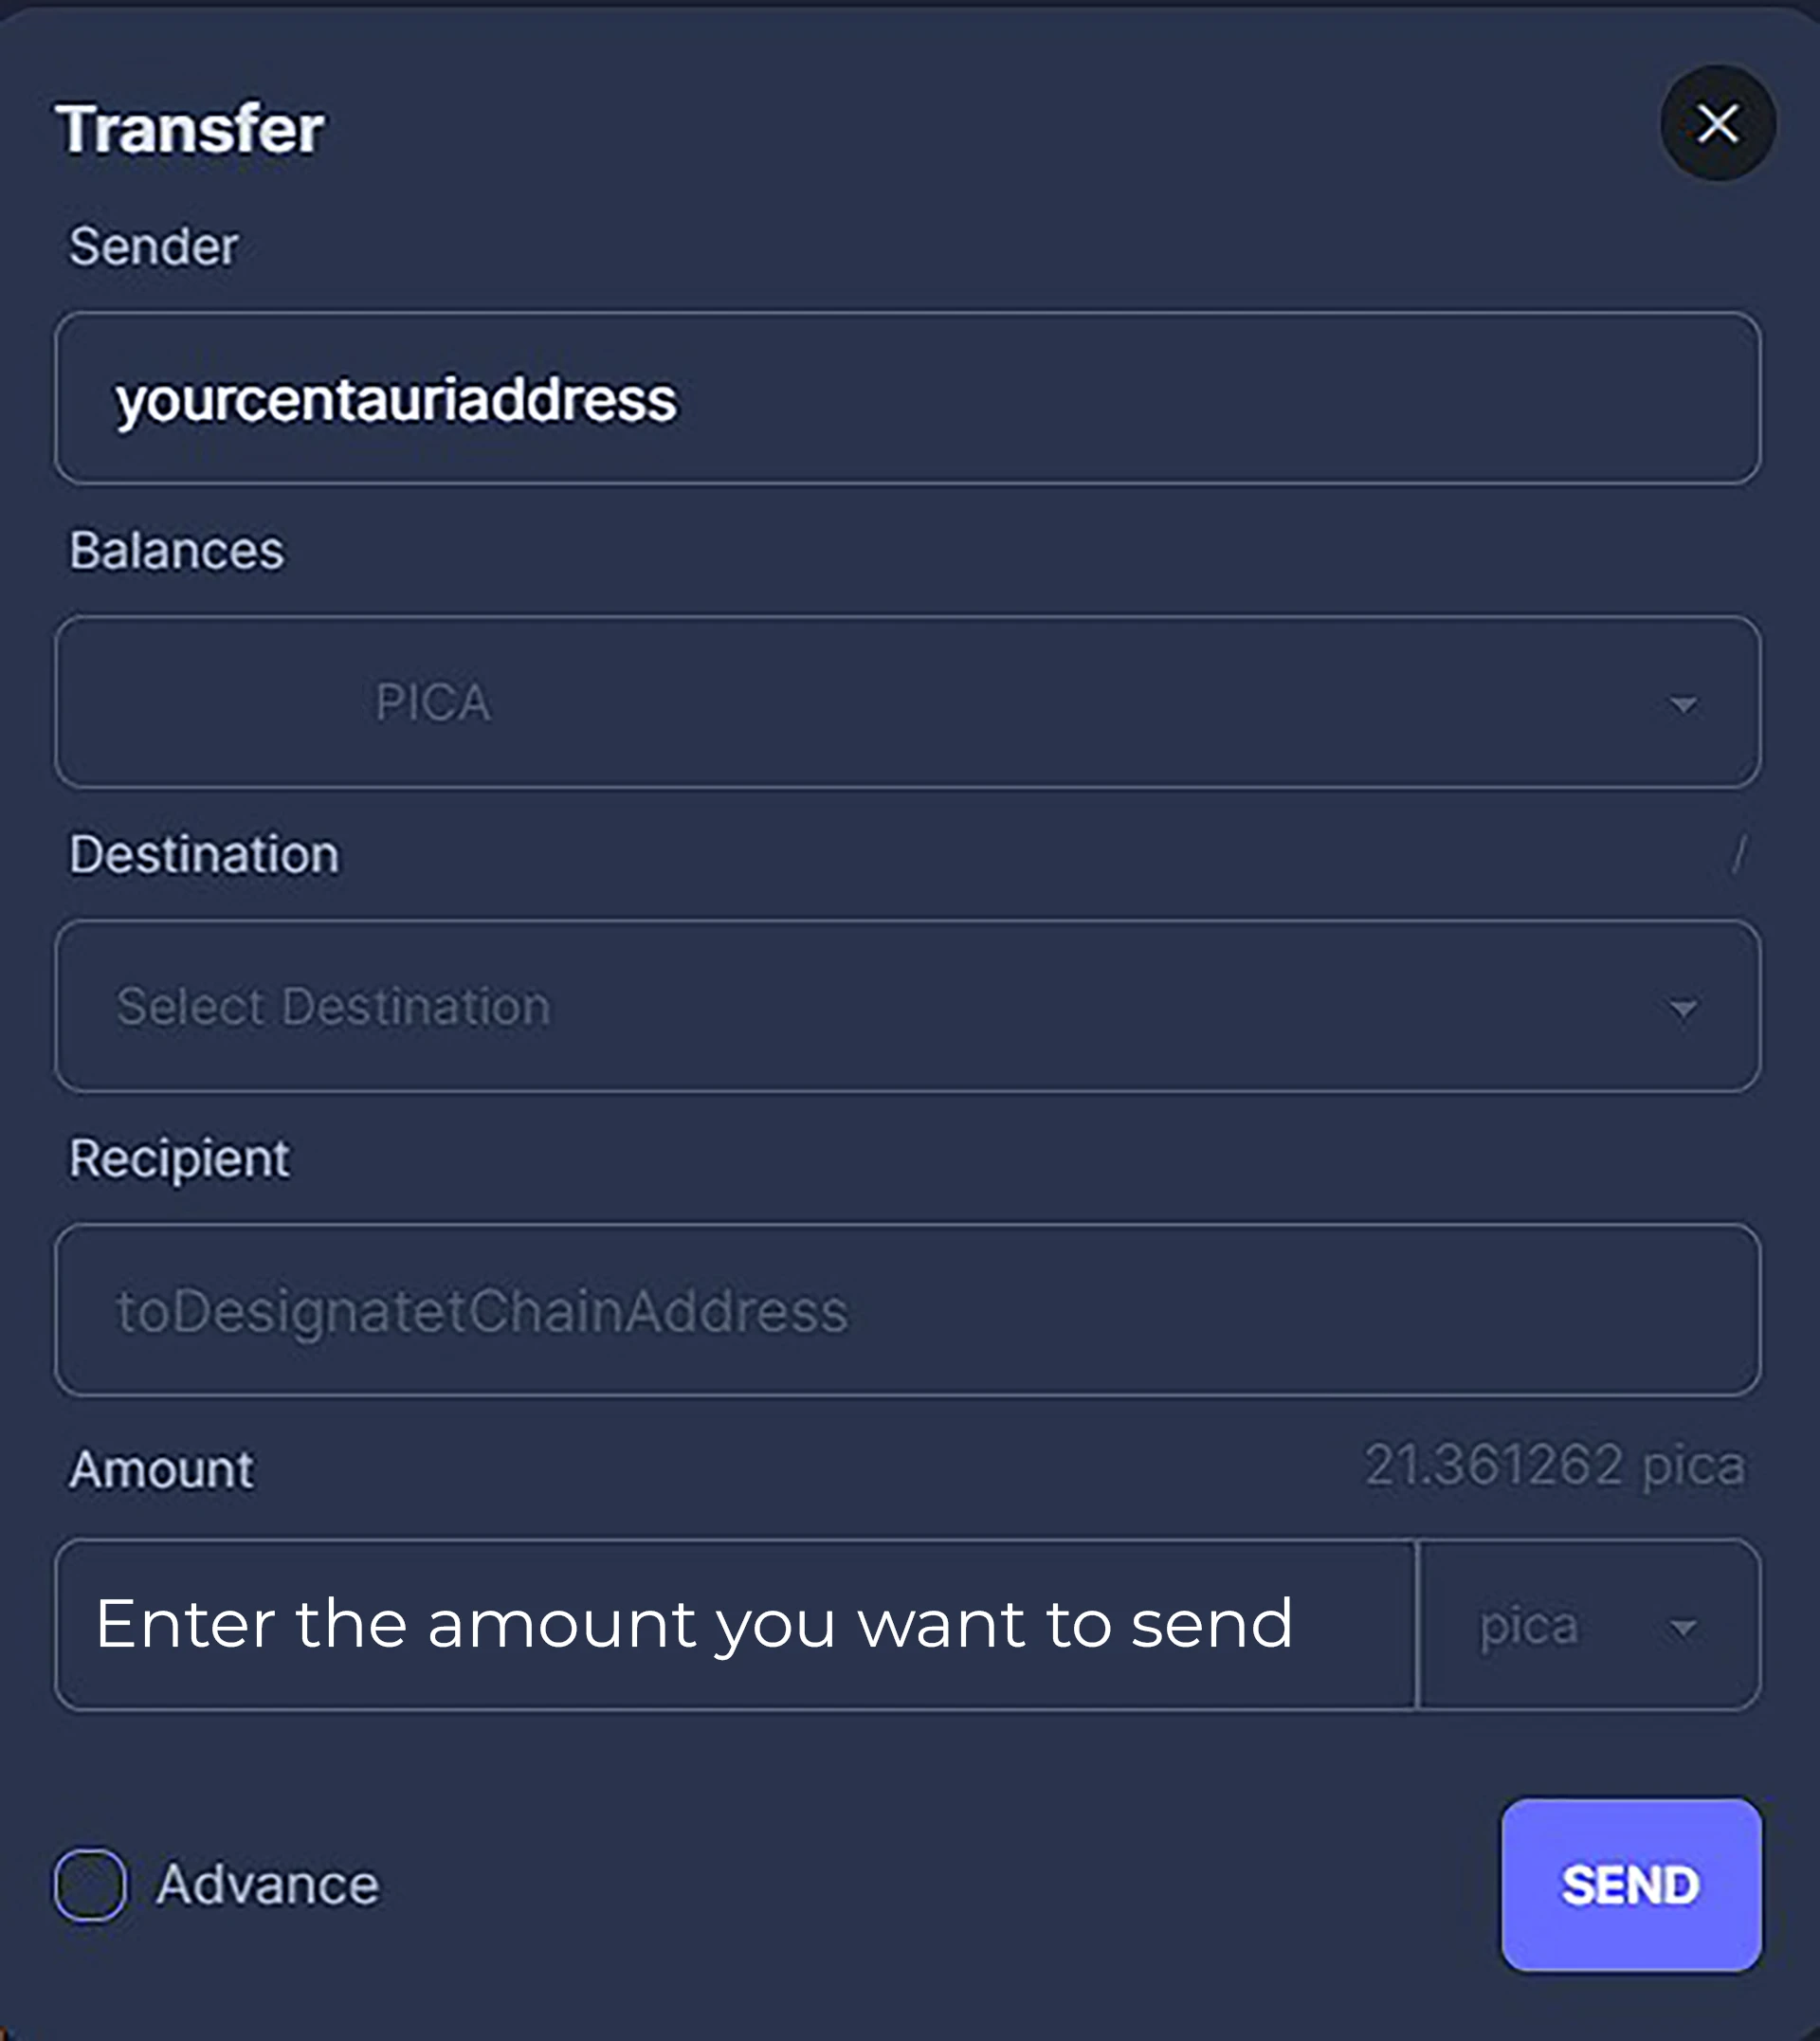 Transfer
Sender
yourcentauriaddress
Balances
PICA
Destination /
Select Destination
Recipient
toDesignatetChainAddress
Amount 21.361262 pica
Enter the amount you want to send pica
Advance SEND